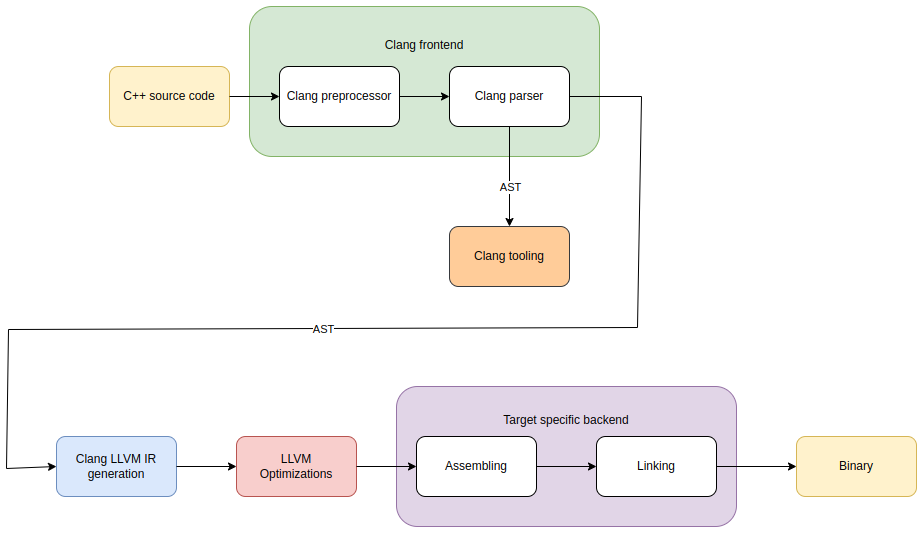 Clang frontend
C++ source code
Clang preprocessor
Clang parser
AST
Clang tooling
AST
Target specific backend
Clang LLVM IR
generation
LLVM
Optimizations
Assembling
Linking
Binary